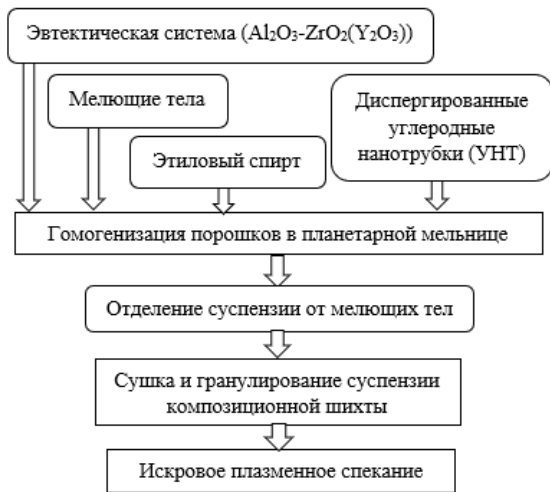 Эвтектическая система (Al₂O₃-ZrO₂(Y₂O₃))
Мелющие тела
Этиловый спирт
Диспергированные
углеродные
нанотрубки (УНТ)
Гомогенизация порошков в планетарной мельнице
Отделение суспензии от мелющих тел
Сушка и гранулирование суспензии
композиционной шихты
Искровое плазменное спекание